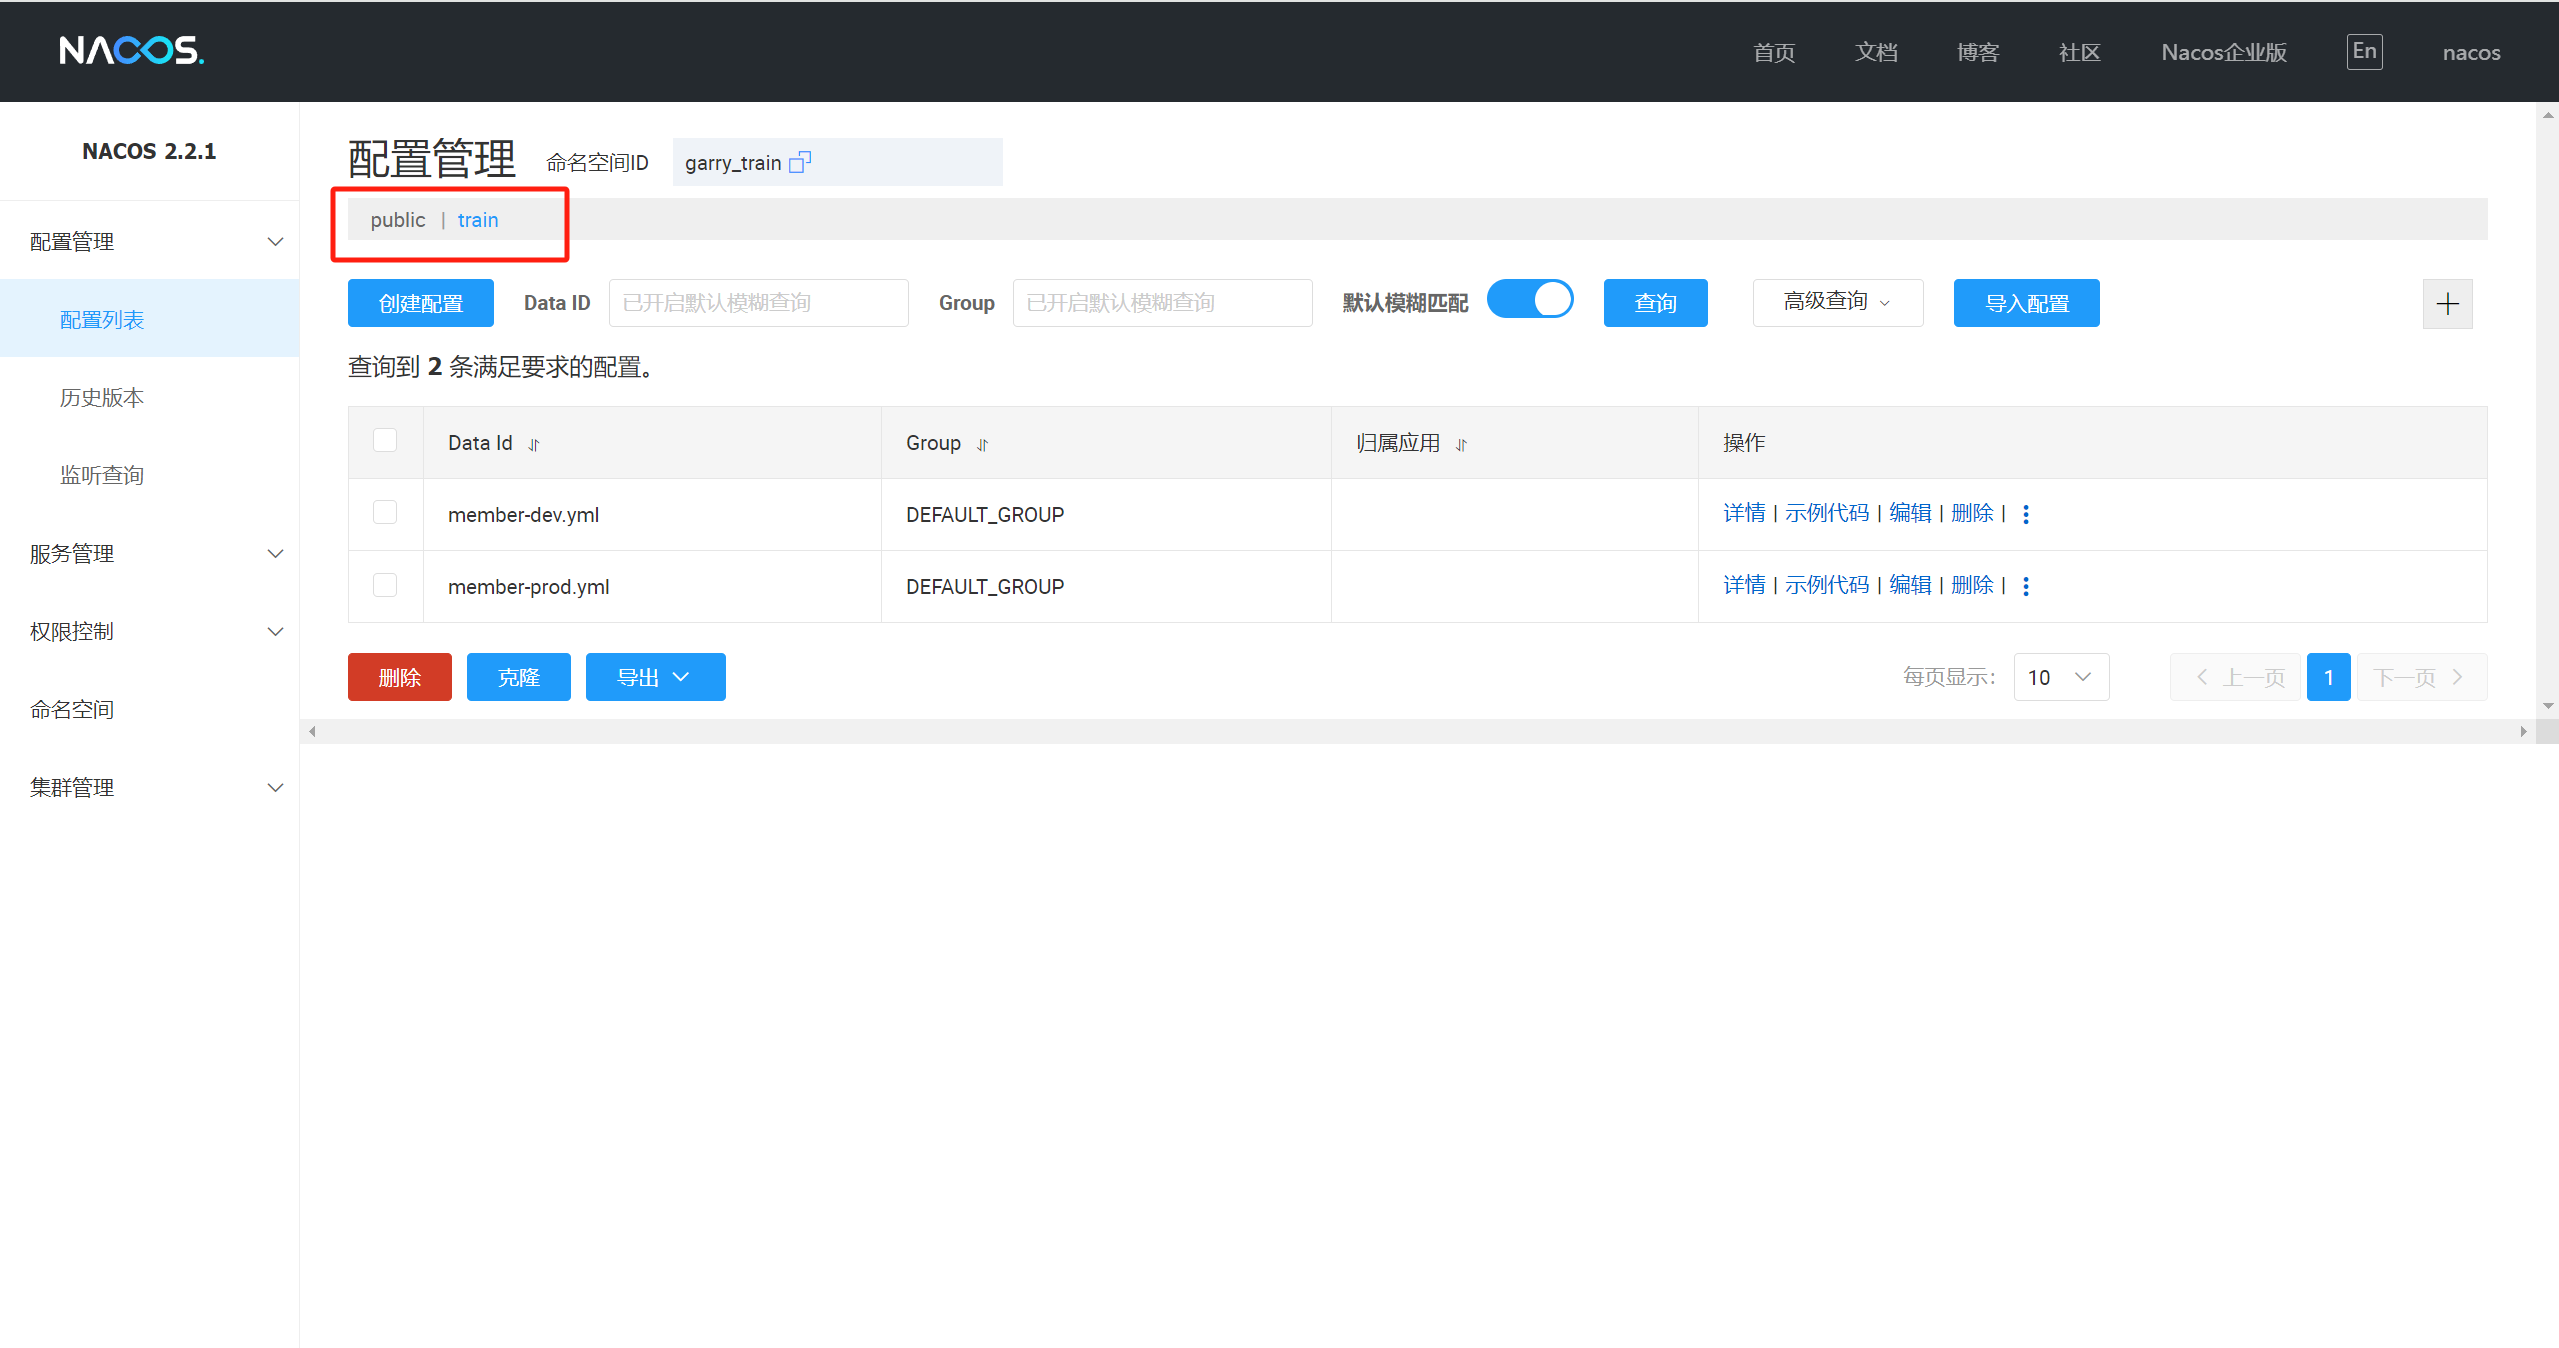 NACOS.
首页 文档 博客 社区 Nacos企业版 En nacos
NACOS 2.2.1
配置管理
配置列表
历史版本
监听查询
服务管理
权限控制
命名空间
集群管理
配置管理 命名空间ID garry_train
public | train
创建配置 Data ID 已开启默认模糊查询 Group 已开启默认模糊查询 默认模糊匹配 查询 高级查询 导入配置
查询到 2 条满足要求的配置。
Data Id Group 归属应用 操作
member-dev.yml DEFAULT_GROUP 详情 | 示例代码 | 编辑 | 删除 |
member-prod.yml DEFAULT_GROUP 详情 | 示例代码 | 编辑 | 删除 |
删除 克隆 导出 每页显示: 10 上一页 1 下一页